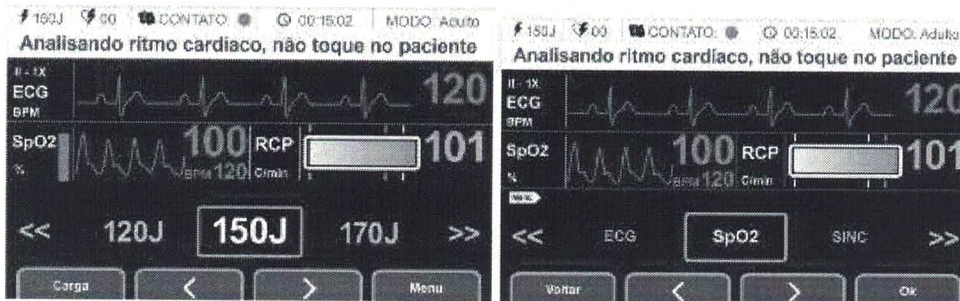 150J 00 CONTATO: 00:15:02 MODO: Adulto
Analisando ritmo cardíaco, não toque no paciente
II - 1X
ECG
BPM
120
SpO2
%
100
BPM 120
RCP
C/min
101
<< 120J 150J 170J >>
Carga < > Menu
150J 00 CONTATO: 00:15:02 MODO: Adulto
Analisando ritmo cardíaco, não toque no paciente
II - 1X
ECG
BPM
120
SpO2
%
100
BPM 120
RCP
C/min
101
<< ECG SpO2 SINC >>
Voltar < > Ok